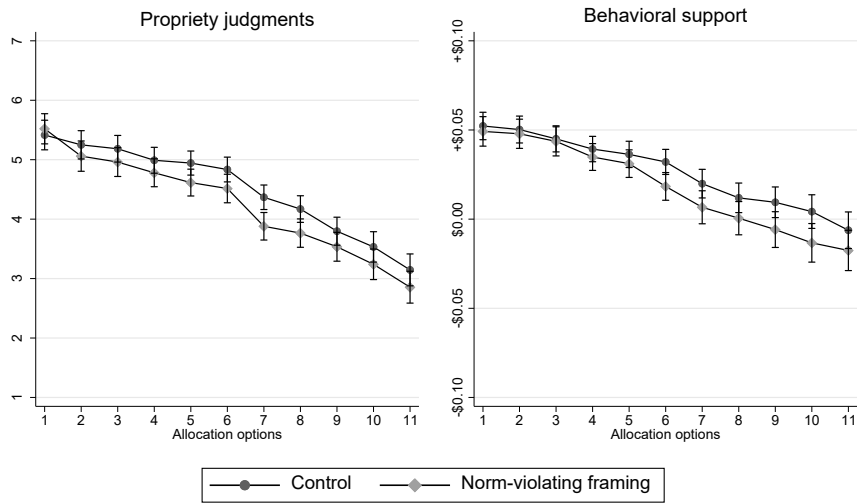 Propriety judgments
7
6
5
4
3
2
1
1 2 3 4 5 6 7 8 9 10 11
Allocation options
Behavioral support
+$0.10
+$0.05
$0.00
-$0.05
-$0.10
1 2 3 4 5 6 7 8 9 10 11
Allocation options
Control
Norm-violating framing